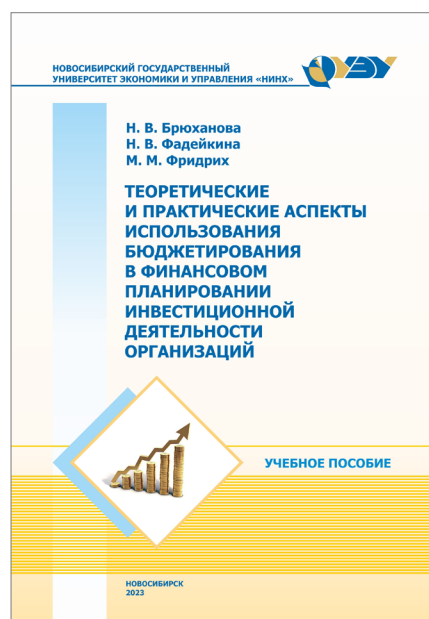 НОВОСИБИРСКИЙ ГОСУДАРСТВЕННЫЙ
УНИВЕРСИТЕТ ЭКОНОМИКИ И УПРАВЛЕНИЯ «НИНХ»
УЭУ
Н. В. Брюханова
Н. В. Фадейкина
М. М. Фридрих
ТЕОРЕТИЧЕСКИЕ
И ПРАКТИЧЕСКИЕ АСПЕКТЫ
ИСПОЛЬЗОВАНИЯ
БЮДЖЕТИРОВАНИЯ
В ФИНАНСОВОМ
ПЛАНИРОВАНИИ
ИНВЕСТИЦИОННОЙ
ДЕЯТЕЛЬНОСТИ
ОРГАНИЗАЦИЙ
УЧЕБНОЕ ПОСОБИЕ
НОВОСИБИРСК
2023